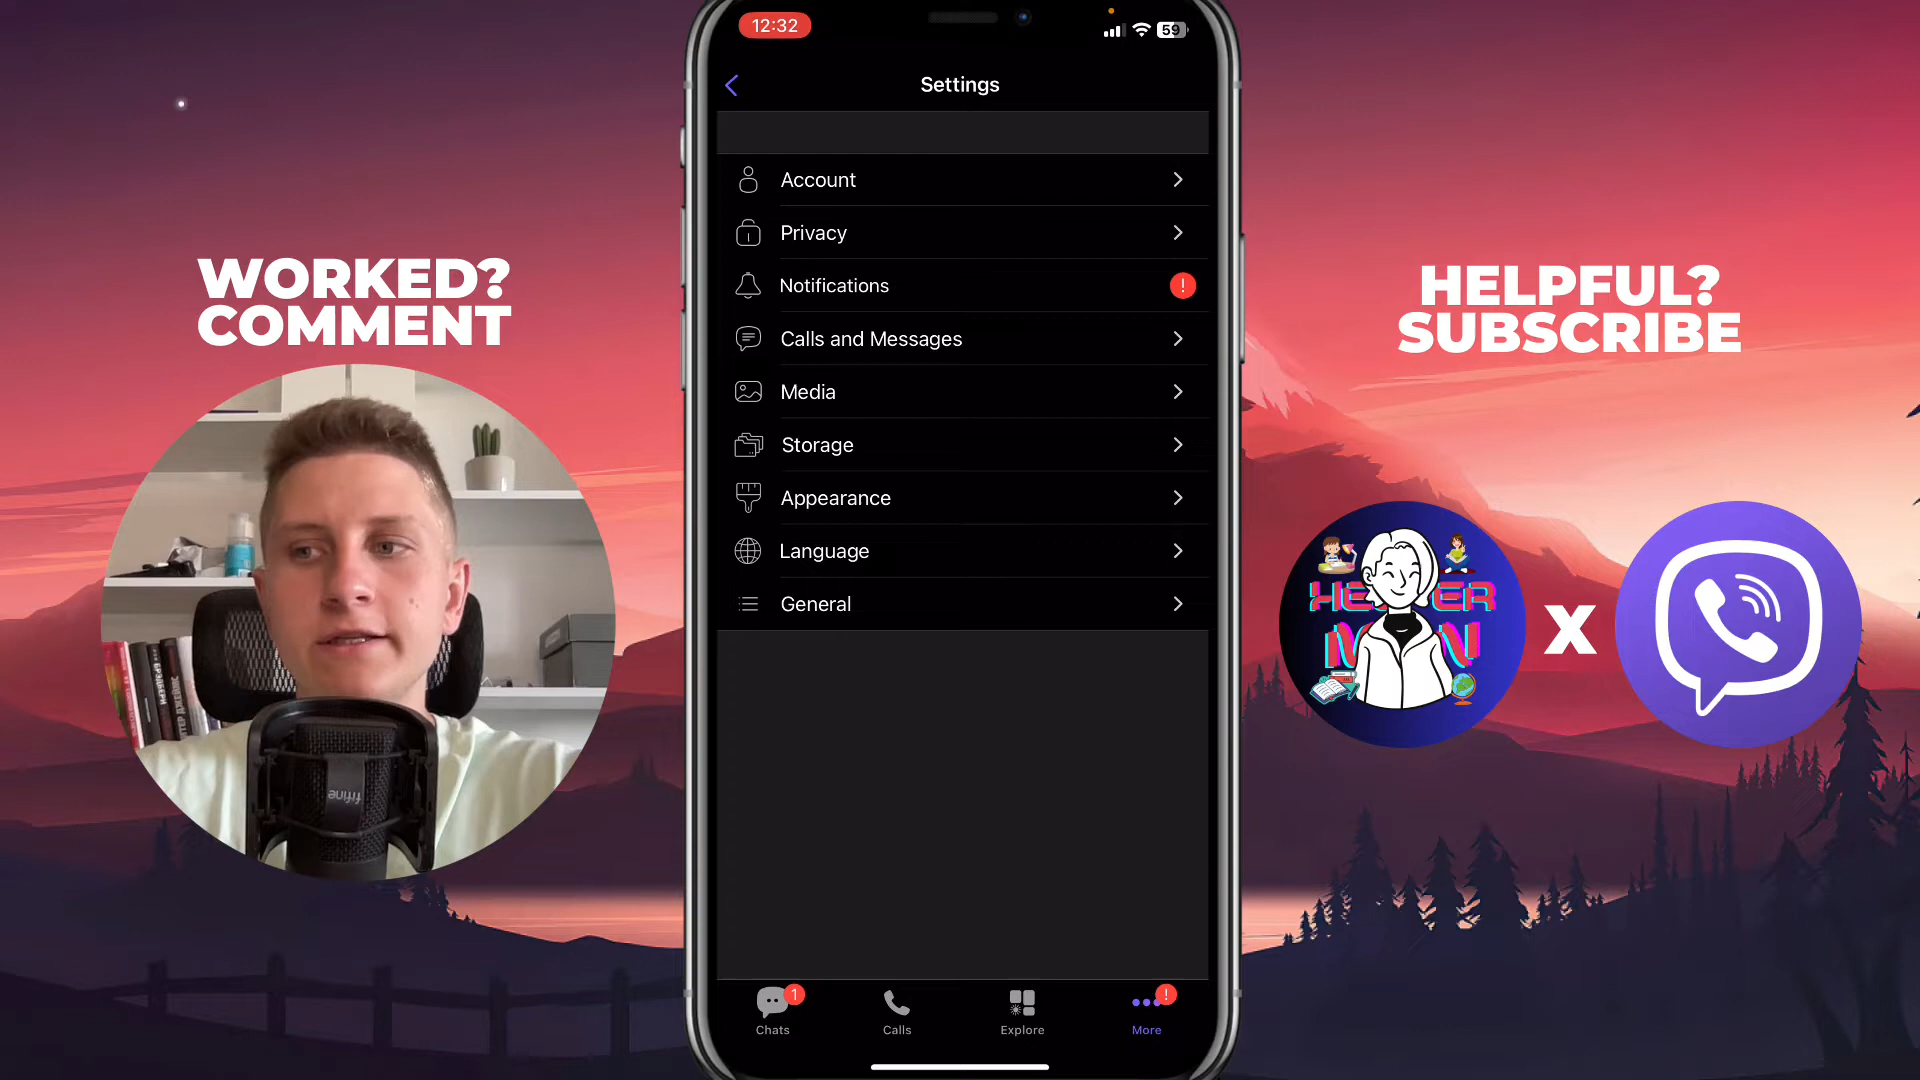 12:32
59
Settings
Account
Privacy
Notifications
!
Calls and Messages
Media
Storage
Appearance
Language
General
1
!
Chats
Calls
Explore
More
WORKED?
COMMENT
fifine
HELPFUL?
SUBSCRIBE
X